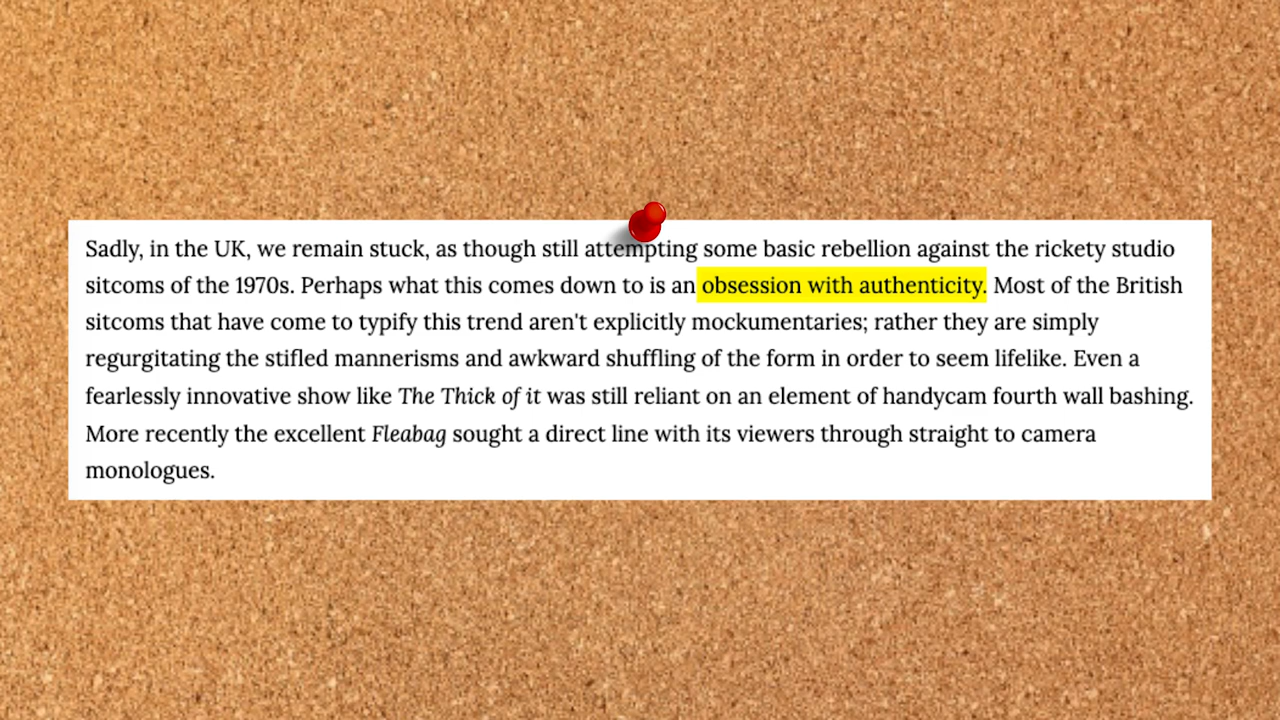 Sadly, in the UK, we remain stuck, as though still attempting some basic rebellion against the rickety studio
sitcoms of the 1970s. Perhaps what this comes down to is an obsession with authenticity. Most of the British
sitcoms that have come to typify this trend aren't explicitly mockumentaries; rather they are simply
regurgitating the stifled mannerisms and awkward shuffling of the form in order to seem lifelike. Even a
fearlessly innovative show like The Thick of it was still reliant on an element of handycam fourth wall bashing.
More recently the excellent Fleabag sought a direct line with its viewers through straight to camera
monologues.